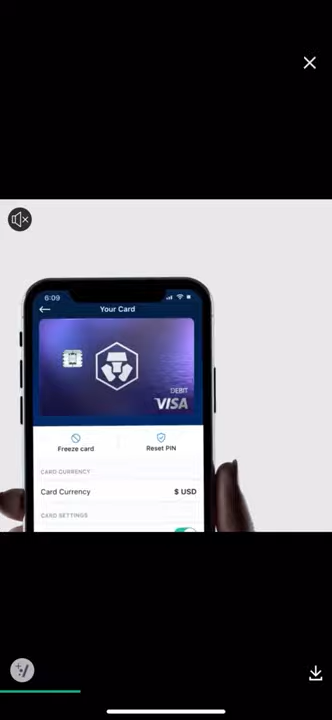 6:09
Your Card
DEBIT
VISA
Freeze card
Reset PIN
CARD CURRENCY
Card Currency
$ USD
CARD SETTINGS